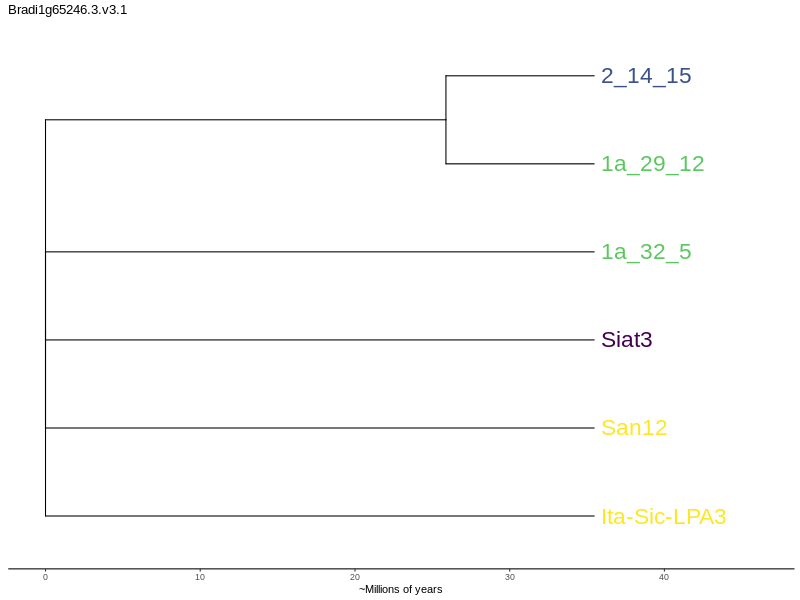 Bradi1g65246.3.v3.1
2_14_15
1a_29_12
1a_32_5
Siat3
San12
Ita-Sic-LPA3
0 10 20 30 40
~Millions of years